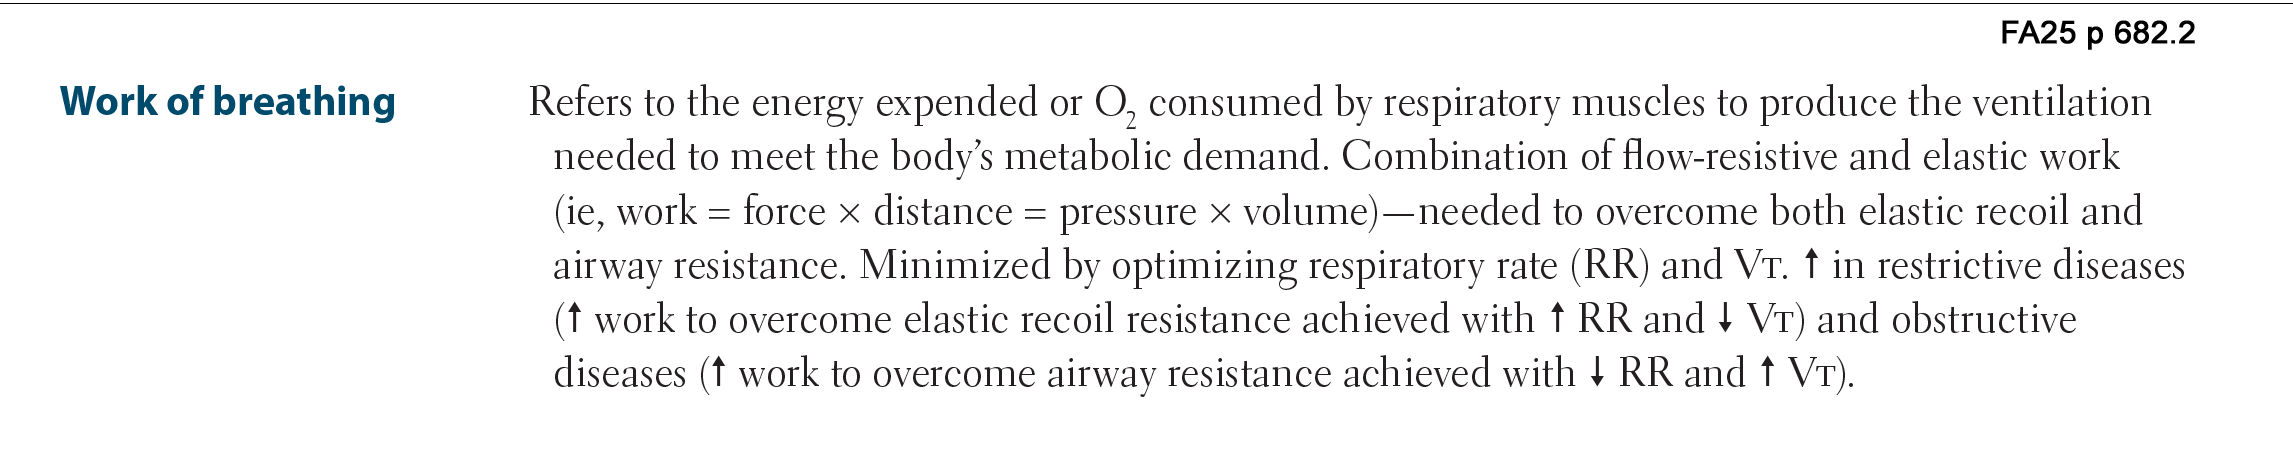 FA25 p 682.2
Work of breathing
Refers to the energy expended or O₂ consumed by respiratory muscles to produce the ventilation
needed to meet the body’s metabolic demand. Combination of flow-resistive and elastic work
(ie, work = force × distance = pressure × volume)—needed to overcome both elastic recoil and
airway resistance. Minimized by optimizing respiratory rate (RR) and VT. ↑ in restrictive diseases
(↑ work to overcome elastic recoil resistance achieved with ↑ RR and ↓ VT) and obstructive
diseases (↑ work to overcome airway resistance achieved with ↓ RR and ↑ VT).